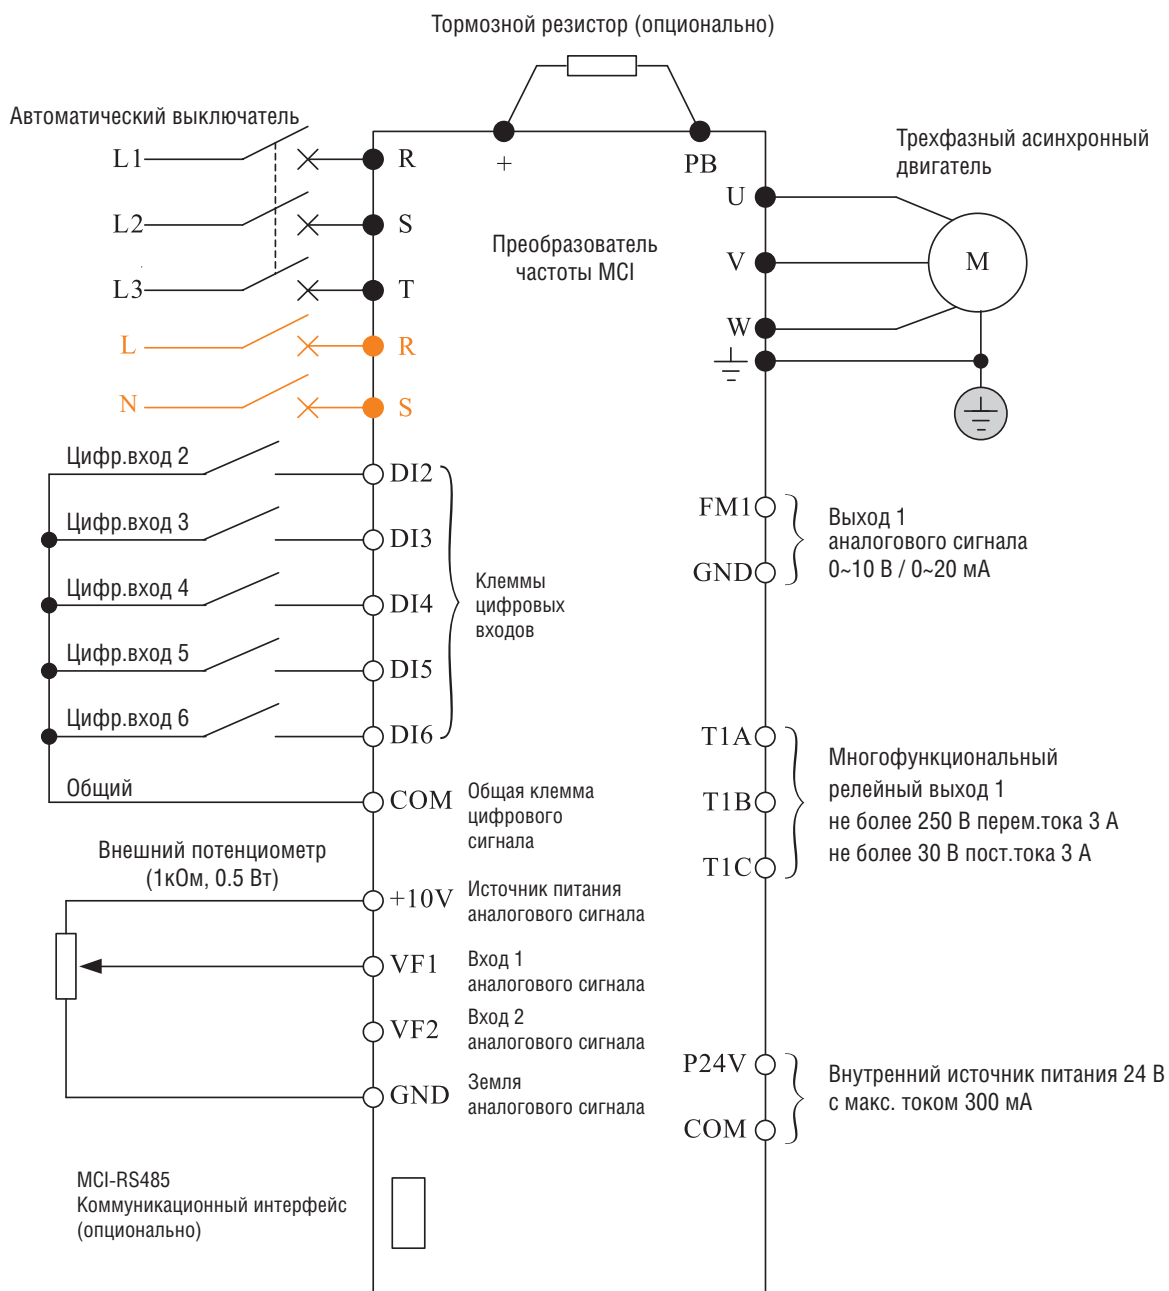 Тормозной резистор (опционально)
Автоматический выключатель
L1
R
+
PB
Трехфазный асинхронный
двигатель
U
L2
S
Преобразователь
частоты MCI
V
M
L3
T
W
L
R
N
S
Цифр.вход 2
DI2
Цифр.вход 3
DI3
Цифр.вход 4
DI4
Цифр.вход 5
DI5
Цифр.вход 6
DI6
Клеммы
цифровых
входов
Общий
COM
Общая клемма
цифрового
сигнала
Внешний потенциометр
(1кОм, 0.5 Вт)
+10V
Источник питания
аналогового сигнала
VF1
Вход 1
аналогового сигнала
VF2
Вход 2
аналогового сигнала
GND
Земля
аналогового сигнала
MCI-RS485
Коммуникационный интерфейс
(опционально)
FM1
GND
Выход 1
аналогового сигнала
0~10 В / 0~20 мА
T1A
T1B
T1C
Многофункциональный
релейный выход 1
не более 250 В перем.тока 3 А
не более 30 В пост.тока 3 А
P24V
COM
Внутренний источник питания 24 В
с макс. током 300 мА